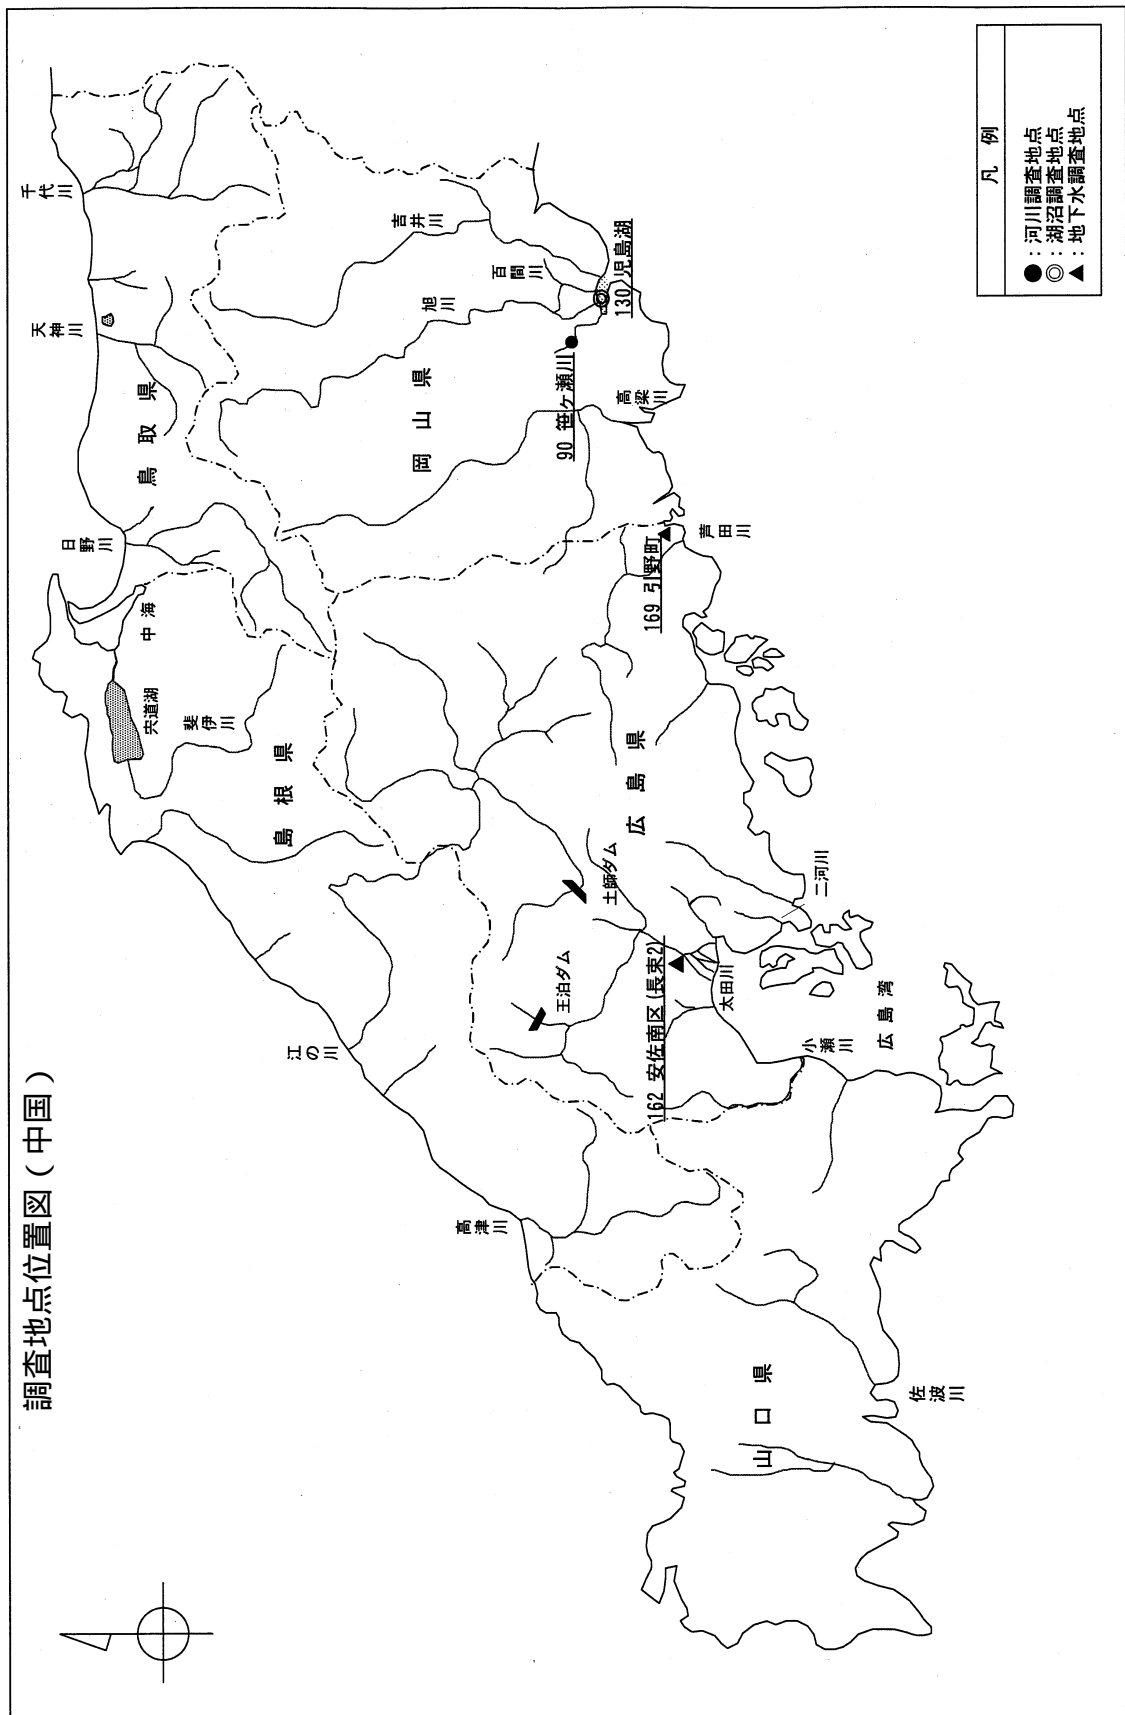 調査地点位置図(中国)
千代川
天神川
日野川
鳥取県
中海
宍道湖
斐伊川
島根県
江の川
高津川
吉井川
百間川
旭川
岡山県
130 児島湖
90 笹ヶ瀬川
高梁川
芦田川
169 引野町
広島県
土師ダム
王泊ダム
二河川
162 安佐南区(長束2)
太田川
小瀬川
広島湾
佐波川
山口県
凡例
●:河川調査地点
◎:湖沼調査地点
▲:地下水調査地点